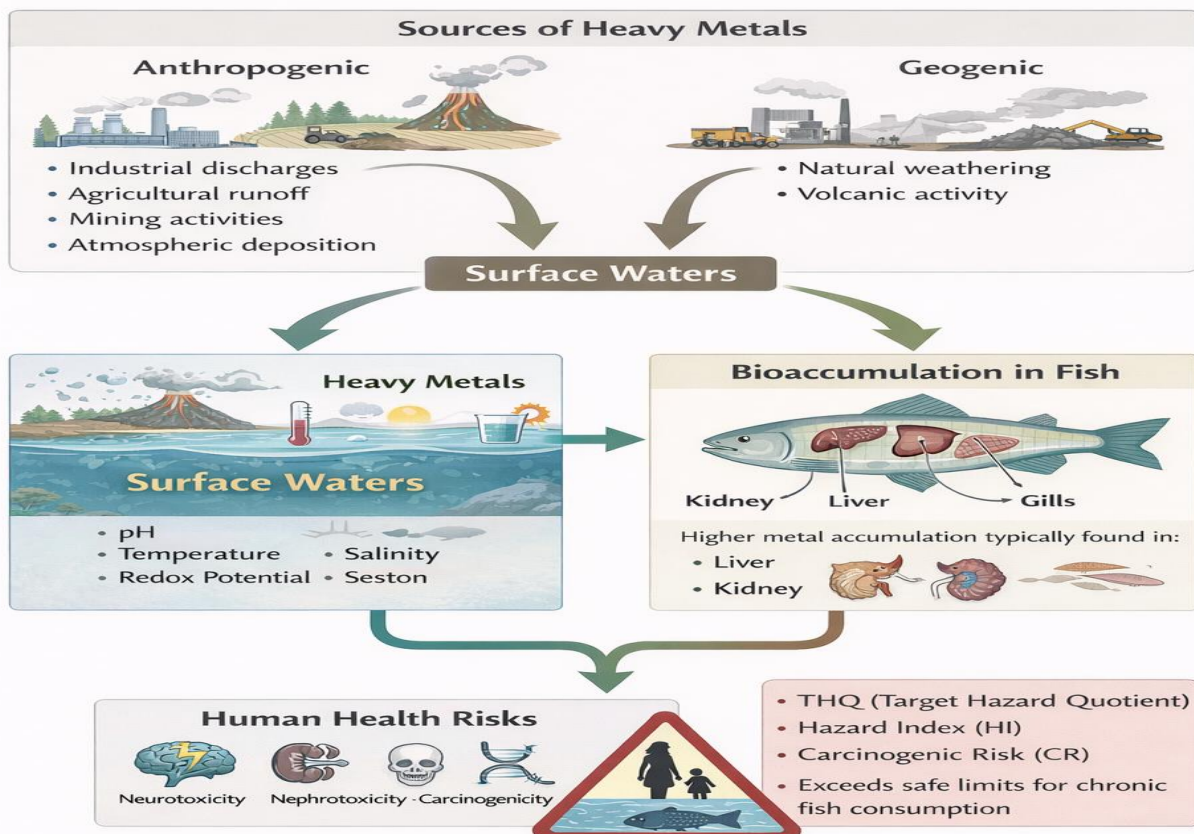 Sources of Heavy Metals
Anthropogenic
• Industrial discharges
• Agricultural runoff
• Mining activities
• Atmospheric deposition
Geogenic
• Natural weathering
• Volcanic activity
Surface Waters
Heavy Metals
Surface Waters
• pH
• Temperature
• Redox Potential
• Salinity
• Seston
Bioaccumulation in Fish
Kidney Liver Gills
Higher metal accumulation typically found in:
• Liver
• Kidney
Human Health Risks
Neurotoxicity Nephrotoxicity - Carcinogenicity
• THQ (Target Hazard Quotient)
• Hazard Index (HI)
• Carcinogenic Risk (CR)
• Exceeds safe limits for chronic
fish consumption